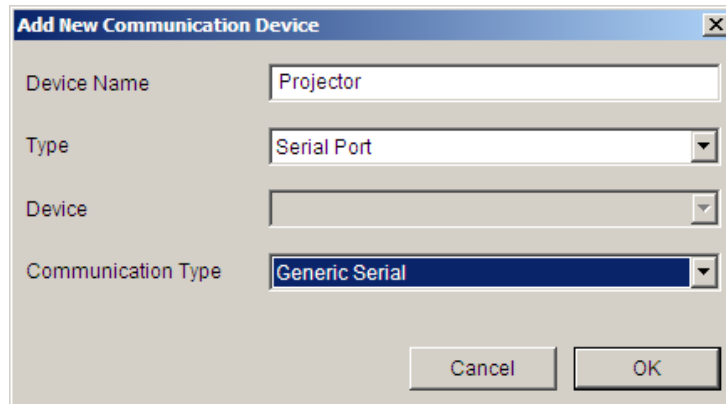 Add New Communication Device
Device Name Projector
Type Serial Port
Device
Communication Type Generic Serial
Cancel OK